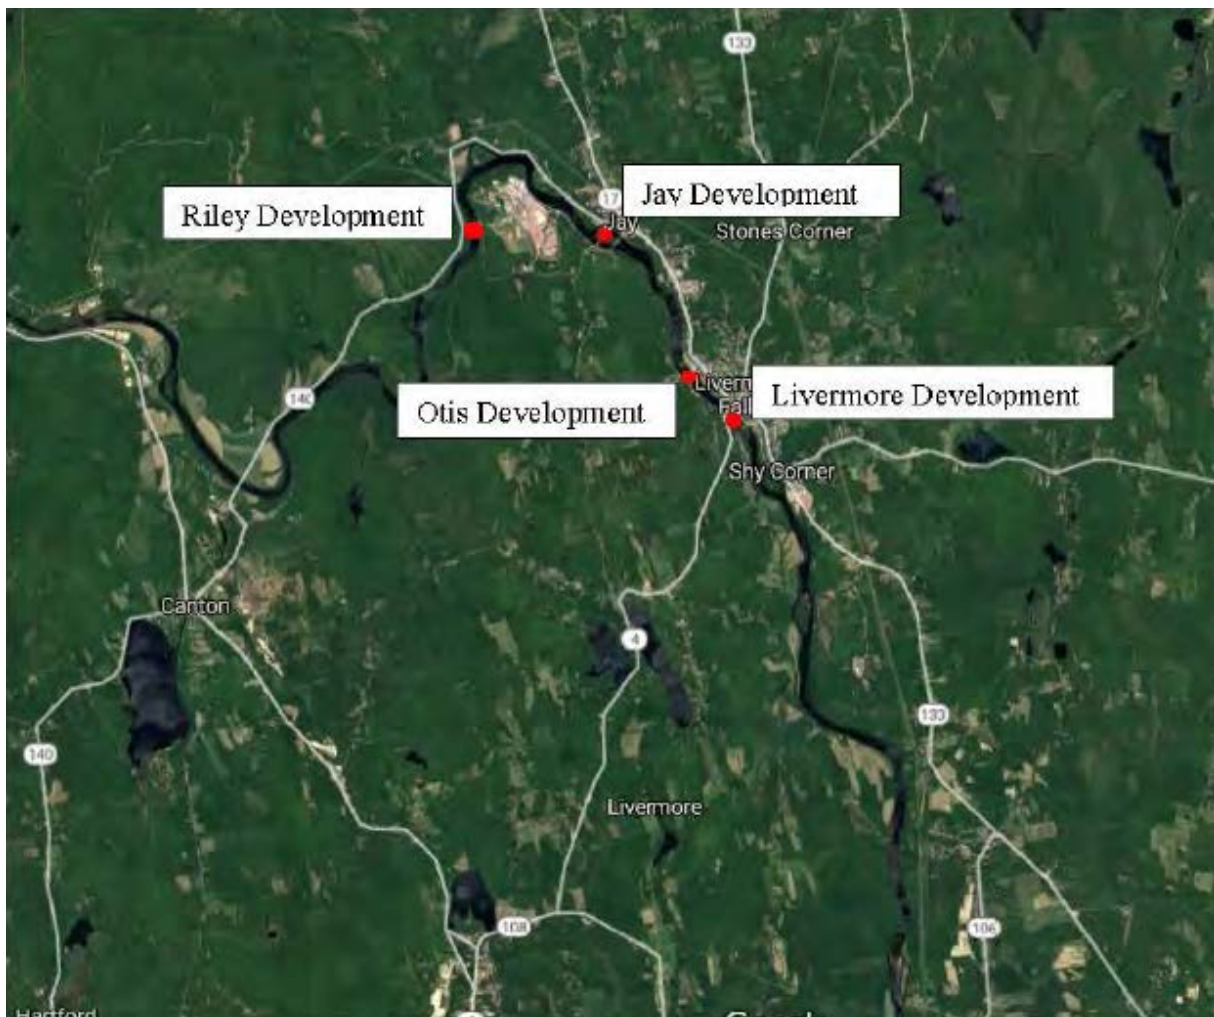 133
Riley Development
17
Jay Development
Jay
Stones Corner
140
Otis Development
Livermore Development
Shy Corner
Canton
4
133
140
Livermore
108
106
Hartford